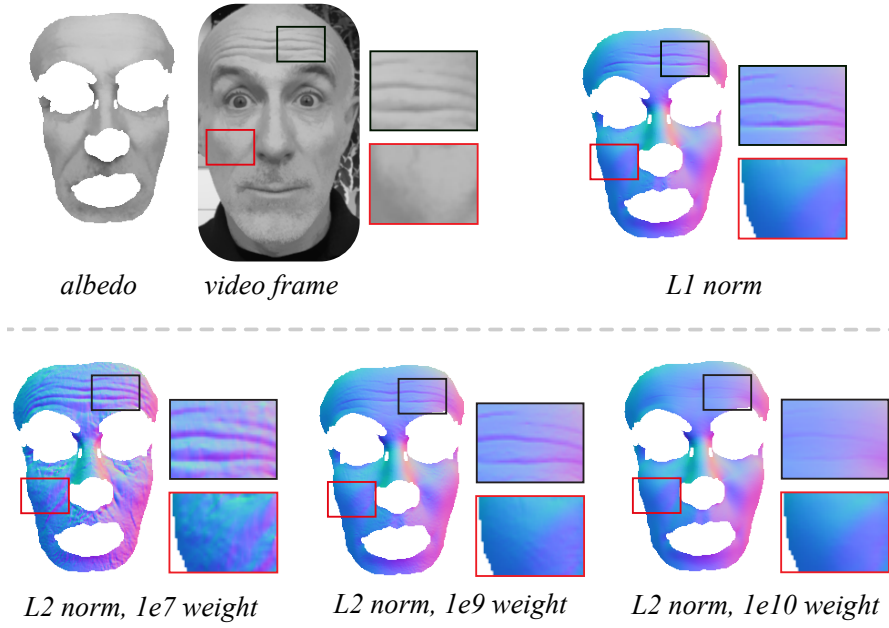 albedo
video frame
L1 norm
L2 norm, 1e7 weight
L2 norm, 1e9 weight
L2 norm, 1e10 weight